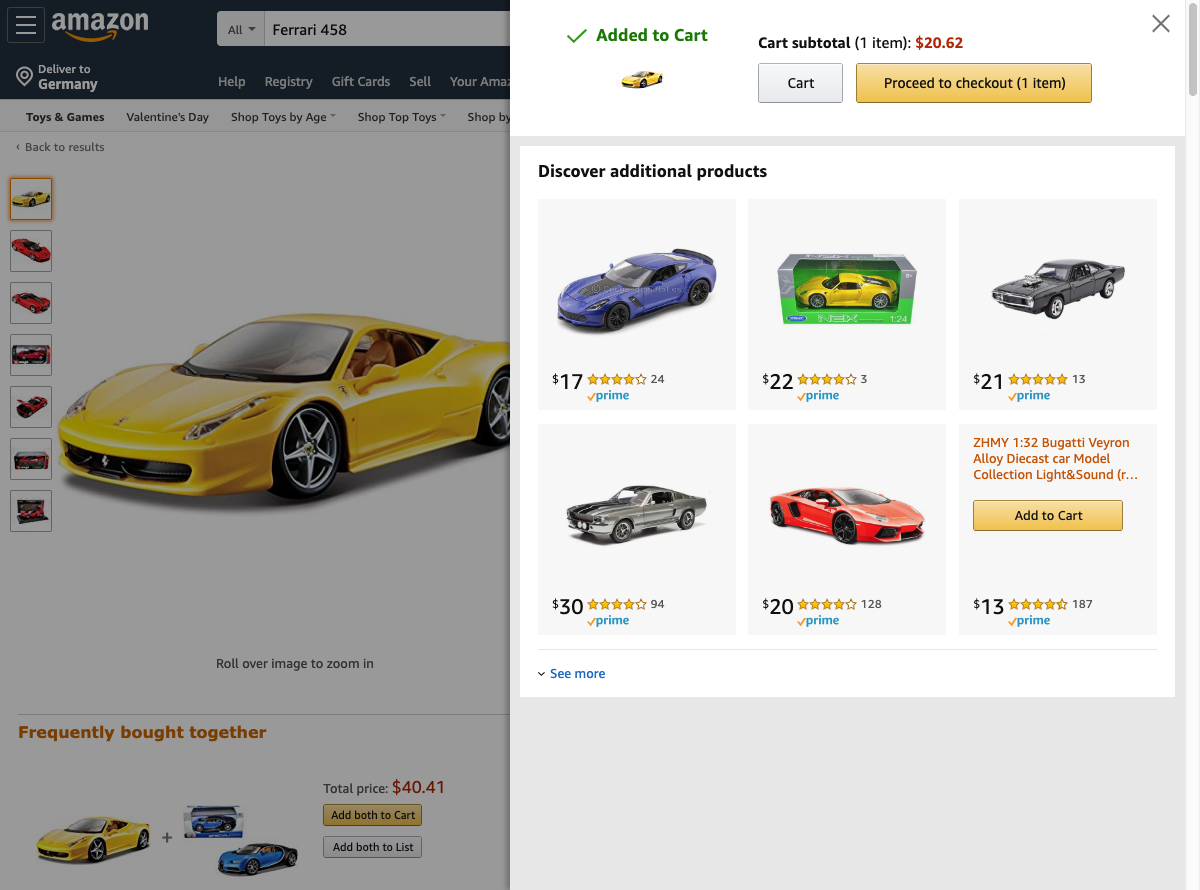 amazon
All
Ferrari 458
Deliver to
Germany
Help
Registry
Gift Cards
Sell
Your Amaz
Toys & Games
Valentine's Day
Shop Toys by Age
Shop Top Toys
Shop by
‹ Back to results
Roll over image to zoom in
Frequently bought together
+
Total price: $40.41
Add both to Cart
Add both to List
Added to Cart
Cart subtotal (1 item): $20.62
Cart
Proceed to checkout (1 item)
Discover additional products
$17 24
prime
1:24
$22 3
prime
$21 13
prime
$30 94
prime
$20 128
prime
ZHMY 1:32 Bugatti Veyron
Alloy Diecast car Model
Collection Light&Sound (r...
Add to Cart
$13 187
prime
See more